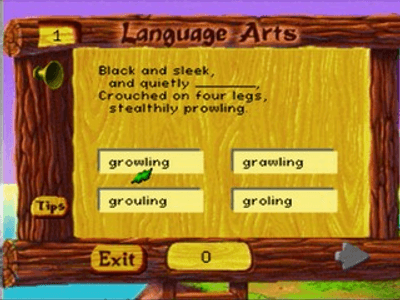 1
Language Arts
Black and sleek,
and quietly ________,
Crouched on four legs,
stealthily prowling.
growling
grawling
grouling
groling
Tips
Exit
0